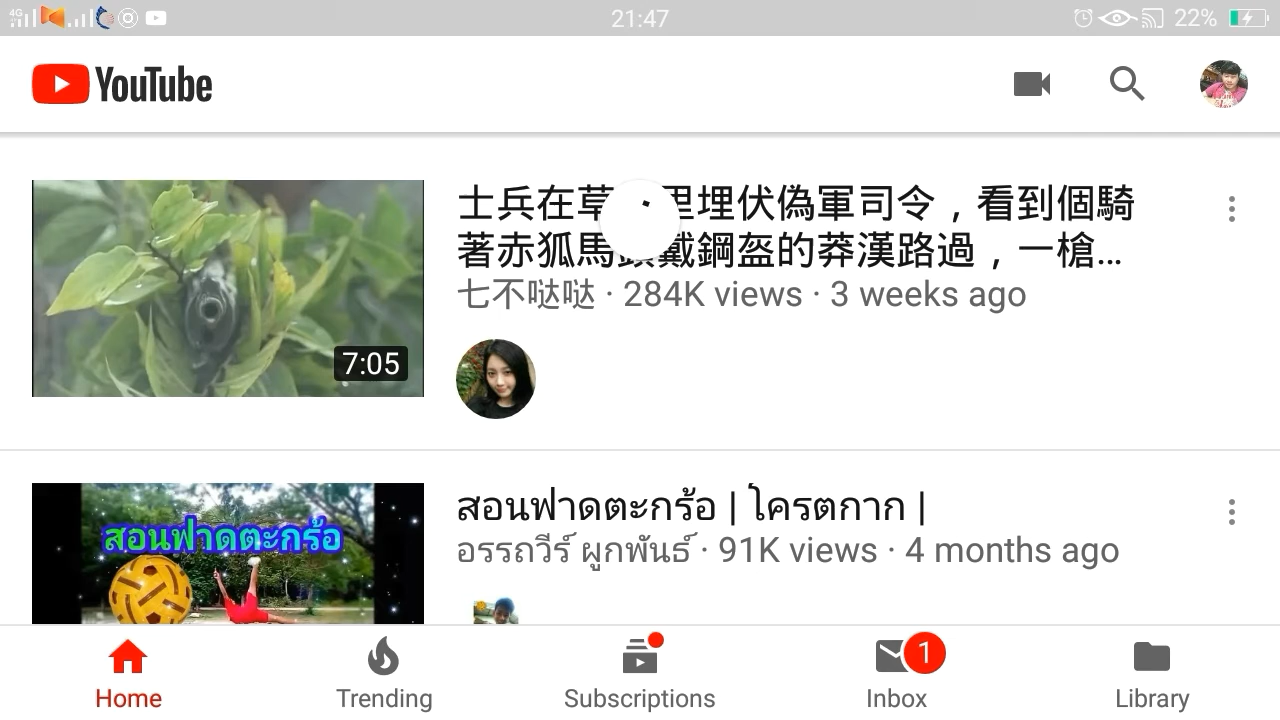 4G
21:47
22%
YouTube
士兵在草里埋伏偽軍司令，看到個騎
著赤狐馬頭戴鋼盔的莽漢路過，一槍...
七不哒哒 · 284K views · 3 weeks ago
7:05
สอนฟาดตะกร้อ | โครตกาก |
อรรถวีร์ ผูกพันธ์ · 91K views · 4 months ago
สอนฟาดตะกร้อ
Home
Trending
Subscriptions
1
Inbox
Library